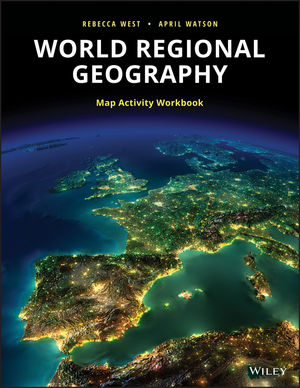 REBECCA WEST • APRIL WATSON
WORLD REGIONAL
GEOGRAPHY
Map Activity Workbook
WILEY